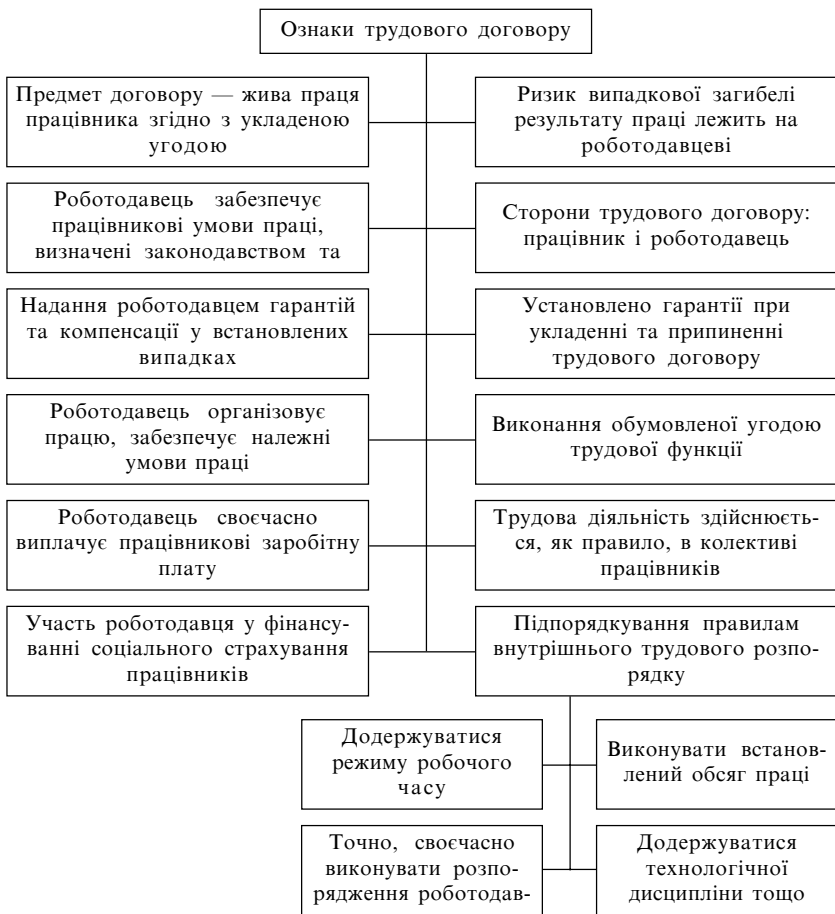 Ознаки трудового договору
Предмет договору — жива праця
працівника згідно з укладеною
угодою
Ризик випадкової загибелі
результату праці лежить на
роботодавцеві
Роботодавець забезпечує
працівникові умови праці,
визначені законодавством та
Сторони трудового договору:
працівник і роботодавець
Надання роботодавцем гарантій
та компенсації у встановлених
випадках
Установлено гарантії при
укладенні та припиненні
трудового договору
Роботодавець організовує
працю, забезпечує належні
умови праці
Виконання обумовленої угодою
трудової функції
Роботодавець своєчасно
виплачує працівникові заробітну
плату
Трудова діяльність здійснюєть-
ся, як правило, в колективі
працівників
Участь роботодавця у фінансу-
ванні соціального страхування
працівників
Підпорядкування правилам
внутрішнього трудового розпо-
рядку
Додержуватися
режиму робочого
часу
Виконувати встанов-
лений обсяг праці
Точно, своєчасно
виконувати розпо-
рядження роботодав-
Додержуватися
технологічної
дисципліни тощо